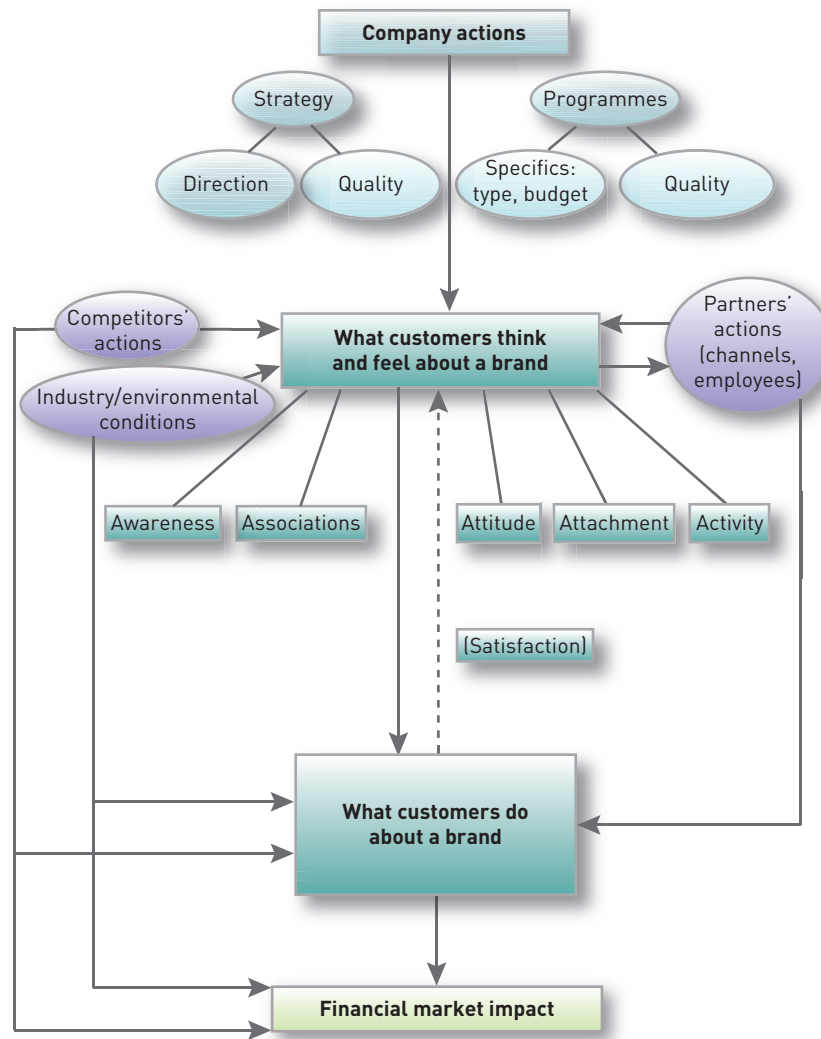 Company actions
Strategy
Programmes
Direction
Quality
Specifics:
type, budget
Quality
Competitors’
actions
What customers think
and feel about a brand
Partners’
actions
(channels,
employees)
Industry/environmental
conditions
Awareness
Associations
Attitude
Attachment
Activity
(Satisfaction)
What customers do
about a brand
Financial market impact